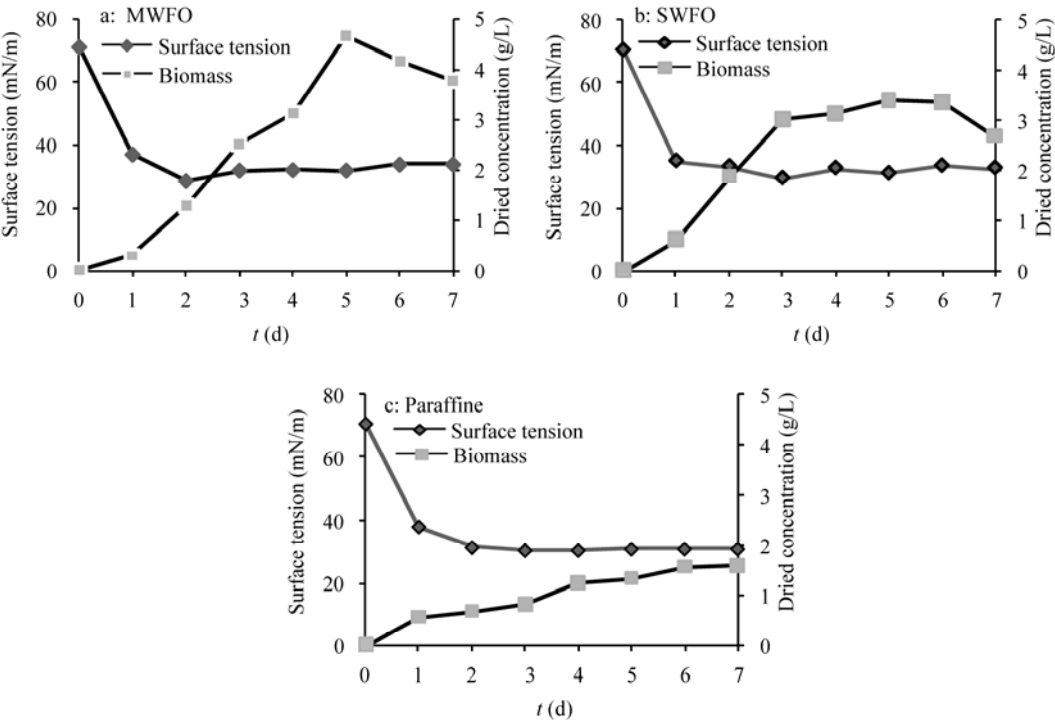 a: MWFO
Surface tension
Biomass
Surface tension (mN/m)
80
60
40
20
0
Dried concentration (g/L)
5
4
3
2
1
0
0 1 2 3 4 5 6 7
t (d)
b: SWFO
Surface tension
Biomass
Surface tension (mN/m)
80
60
40
20
0
Dried concentration (g/L)
5
4
3
2
1
0
0 1 2 3 4 5 6 7
t (d)
c: Paraffine
Surface tension
Biomass
Surface tension (mN/m)
80
60
40
20
0
Dried concentration (g/L)
5
4
3
2
1
0
0 1 2 3 4 5 6 7
t (d)